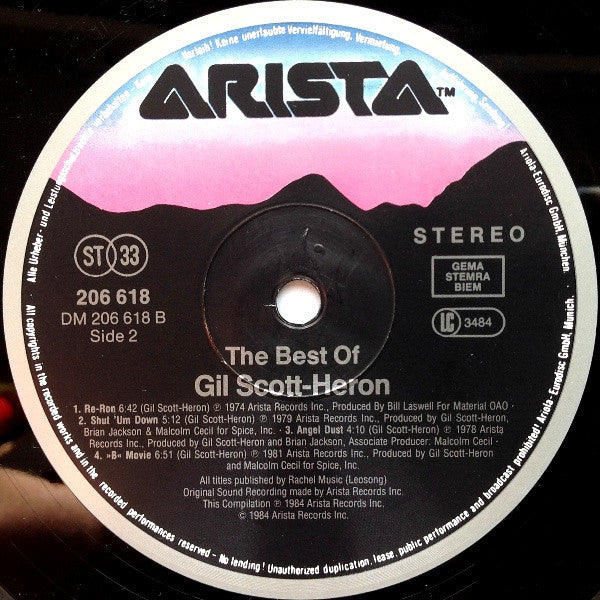 Verleih! Keine unerlaubte Vervielfältigung, Vermietung,
ARISTA™
Alle Urheber- und Leistungsschutzrechte
Ariola-Eurodisc GmbH, München.
ST 33
STEREO
GEMA
STEMRA
BIEM
LC 3484
206 618
DM 206 618 B
Side 2
The Best Of
Gil Scott-Heron
1. Re-Ron 6:42 (Gil Scott-Heron) ℗ 1974 Arista Records Inc., Produced By Bill Laswell For Material OAO ·
2. Shut 'Um Down 5:12 (Gil Scott-Heron) ℗ 1979 Arista Records Inc., Produced by Gil Scott-Heron,
Brian Jackson & Malcolm Cecil for Spice, Inc. · 3. Angel Dust 4:10 (Gil Scott-Heron) ℗ 1978
Arista Records Inc., Produced by Gil Scott-Heron and Brian Jackson, Associate Producer: Malcolm Cecil ·
4. »B« Movie 6:51 (Gil Scott-Heron) ℗ 1981 Arista Records Inc., Produced by Gil Scott-Heron
and Malcolm Cecil for Spice, Inc.
All titles published by Rachel Music (Leosong)
Original Sound Recording made by Arista Records Inc.
This Compilation ℗ 1984 Arista Records Inc.
© 1984 Arista Records Inc.
All copyrights in the recorded works and in the recorded performances reserved - No lending! Unauthorized duplication, lease, public performance and broadcast prohibited! Ariola-Eurodisc GmbH, Munich.